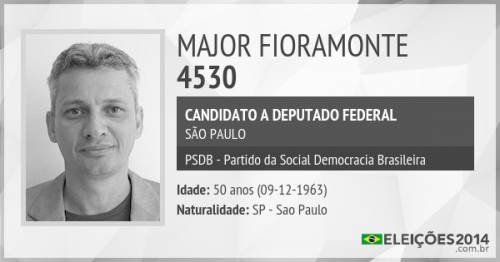 MAJOR FIORAMONTE
4530
CANDIDATO A DEPUTADO FEDERAL
SÃO PAULO
PSDB - Partido da Social Democracia Brasileira
Idade: 50 anos (09-12-1963)
Naturalidade: SP - Sao Paulo
ELEIÇÕES2014
.com.br